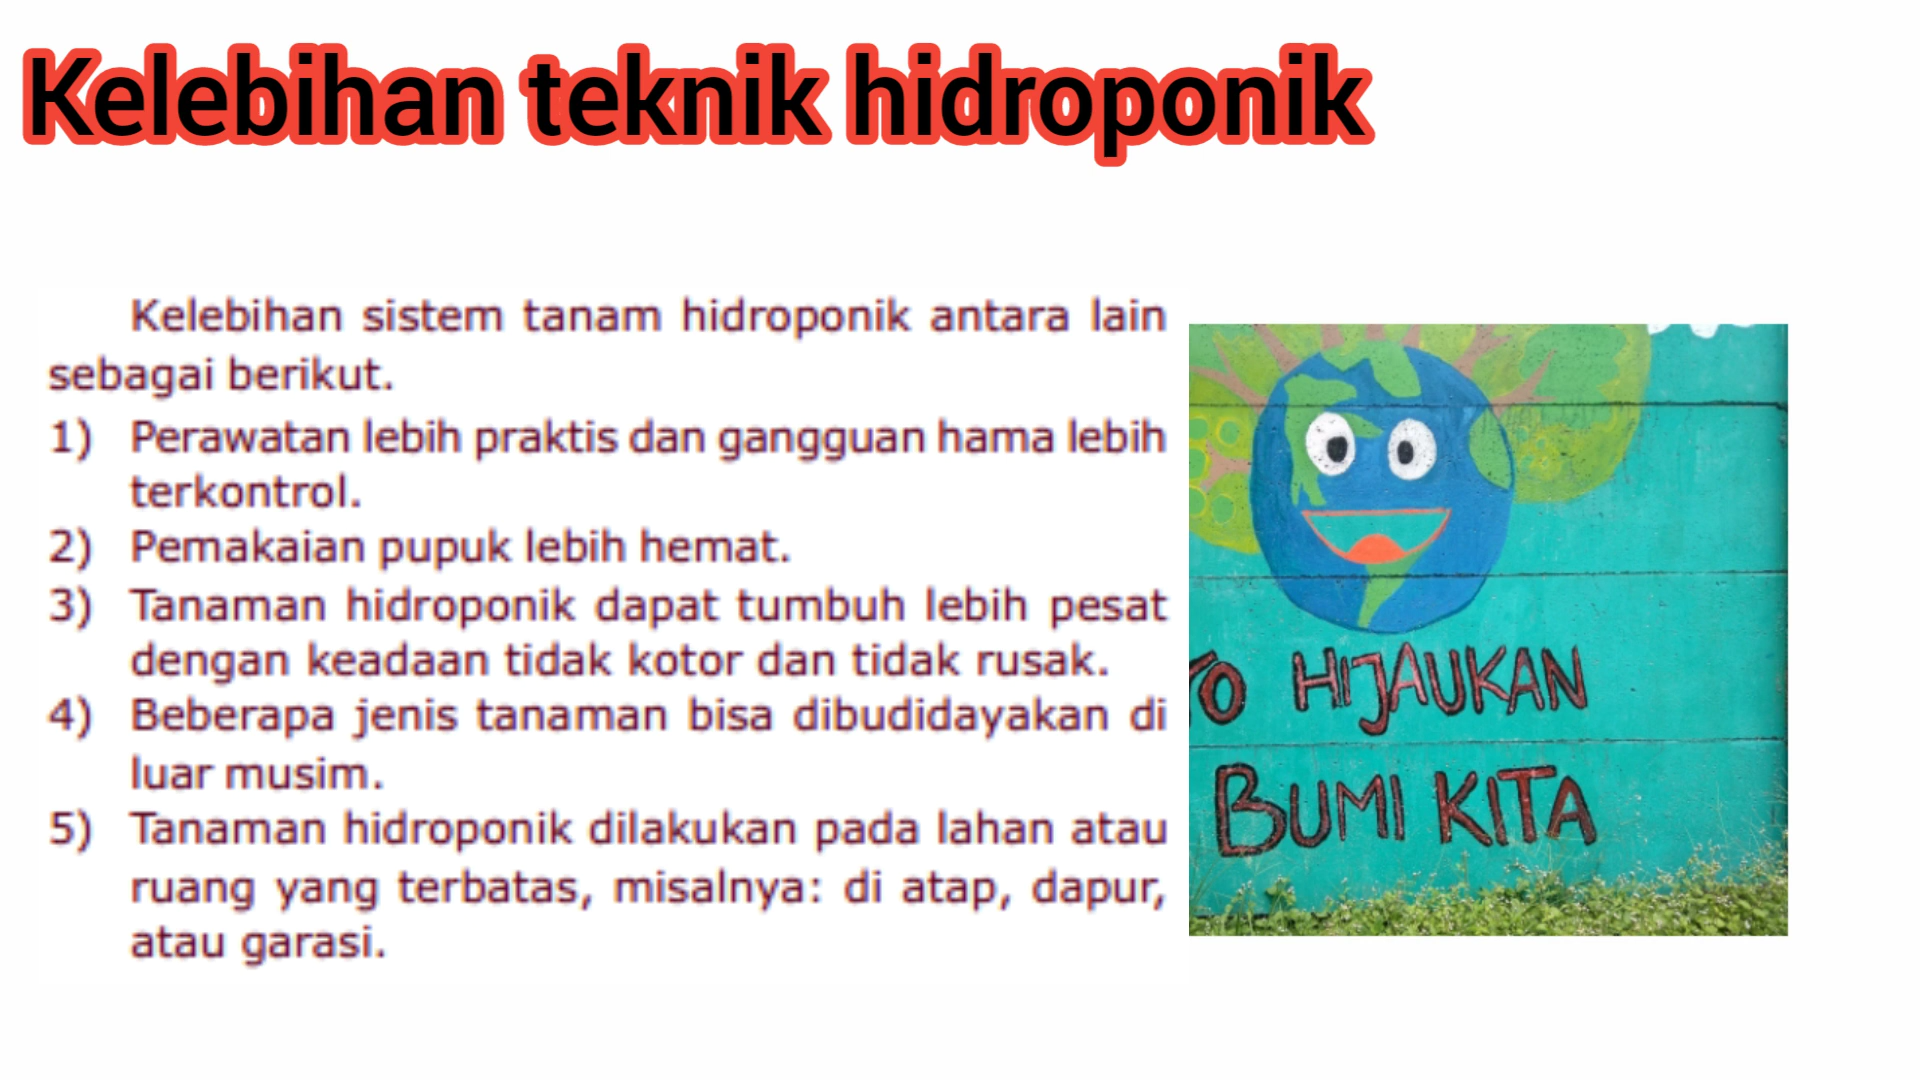 Kelebihan teknik hidroponik
Kelebihan sistem tanam hidroponik antara lain
sebagai berikut.
1) Perawatan lebih praktis dan gangguan hama lebih
terkontrol.
2) Pemakaian pupuk lebih hemat.
3) Tanaman hidroponik dapat tumbuh lebih pesat
dengan keadaan tidak kotor dan tidak rusak.
4) Beberapa jenis tanaman bisa dibudidayakan di
luar musim.
5) Tanaman hidroponik dilakukan pada lahan atau
ruang yang terbatas, misalnya: di atap, dapur,
atau garasi.
HIJAUKAN
BUMI KITA